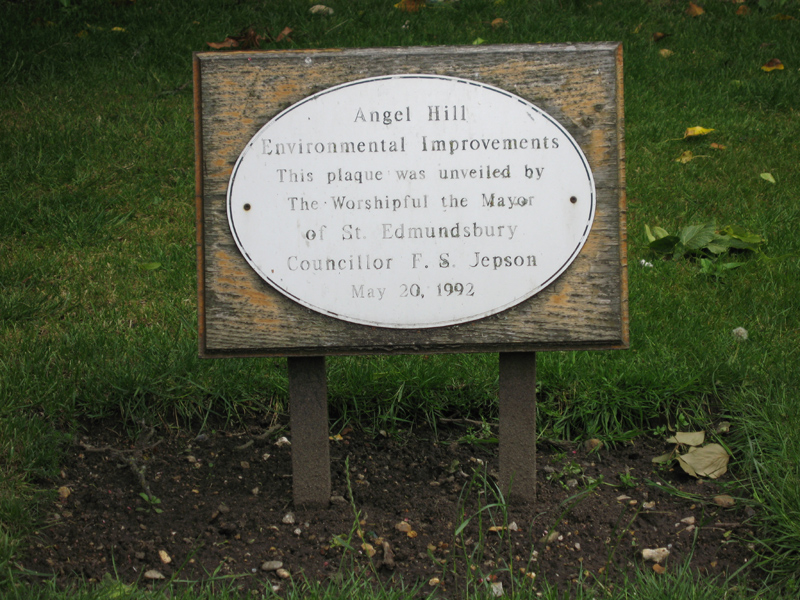 Angel Hill
Environmental Improvements
This plaque was unveiled by
The Worshipful the Mayor
of St. Edmundsbury
Councillor F. S. Jepson
May 20, 1992